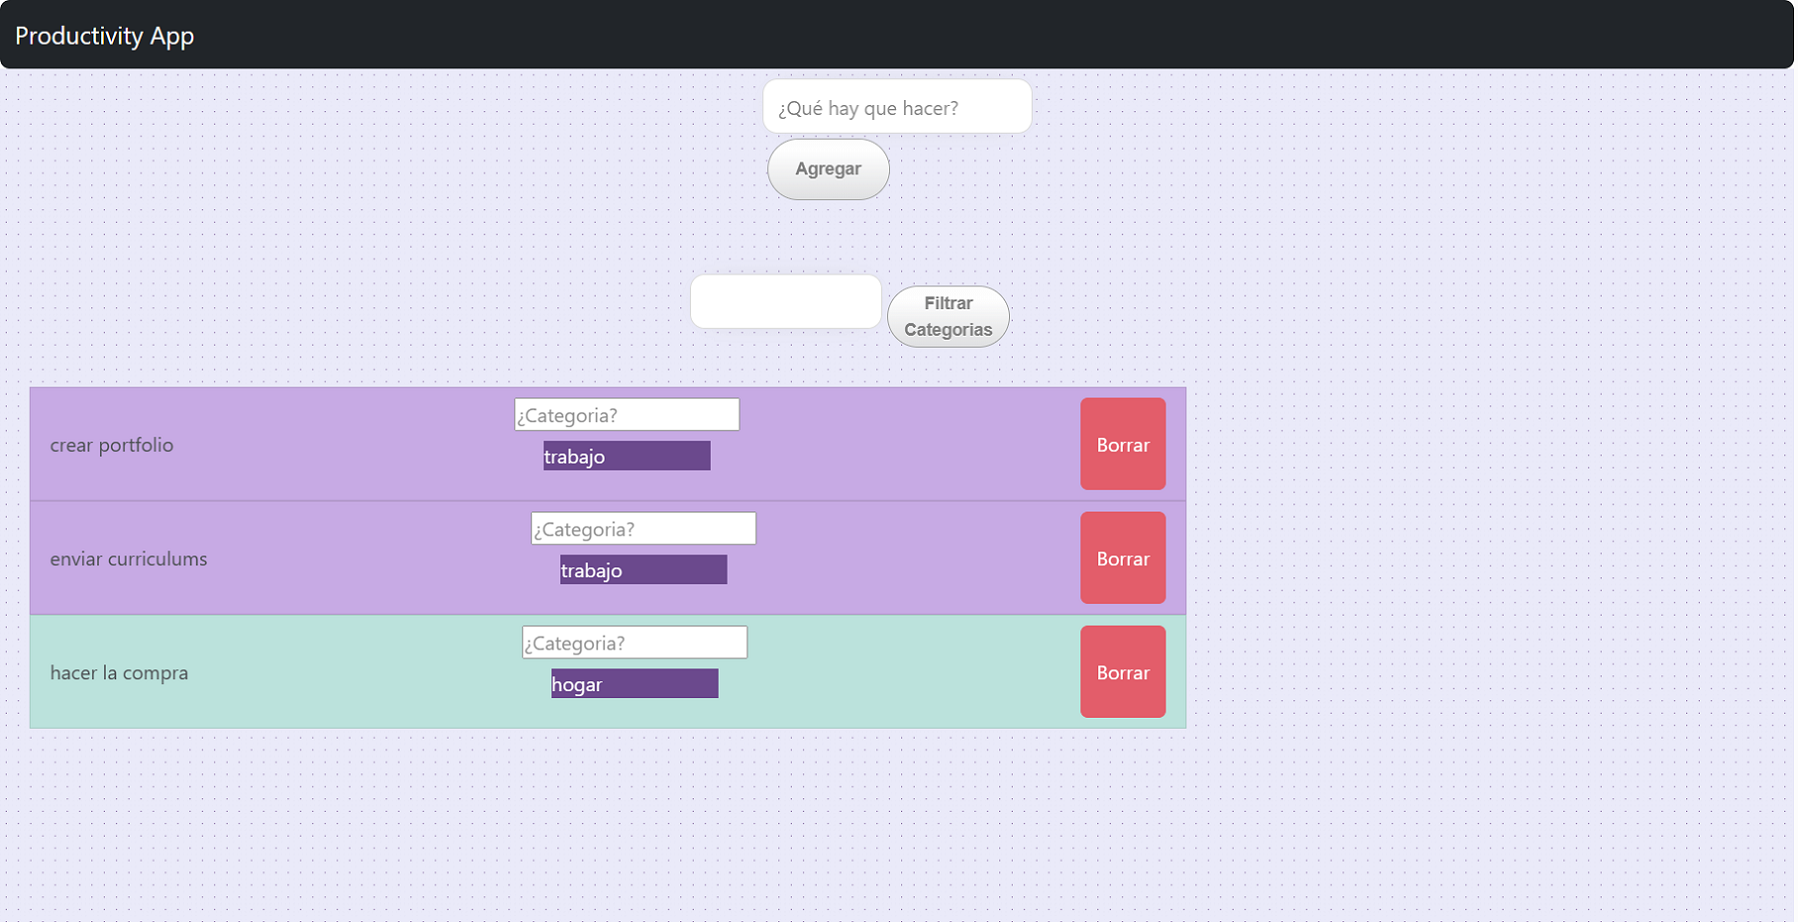 Productivity App
¿Qué hay que hacer?
Agregar
Filtrar
Categorias
¿Categoria?
crear portfolio
trabajo
Borrar
¿Categoria?
enviar curriculums
trabajo
Borrar
¿Categoria?
hacer la compra
hogar
Borrar